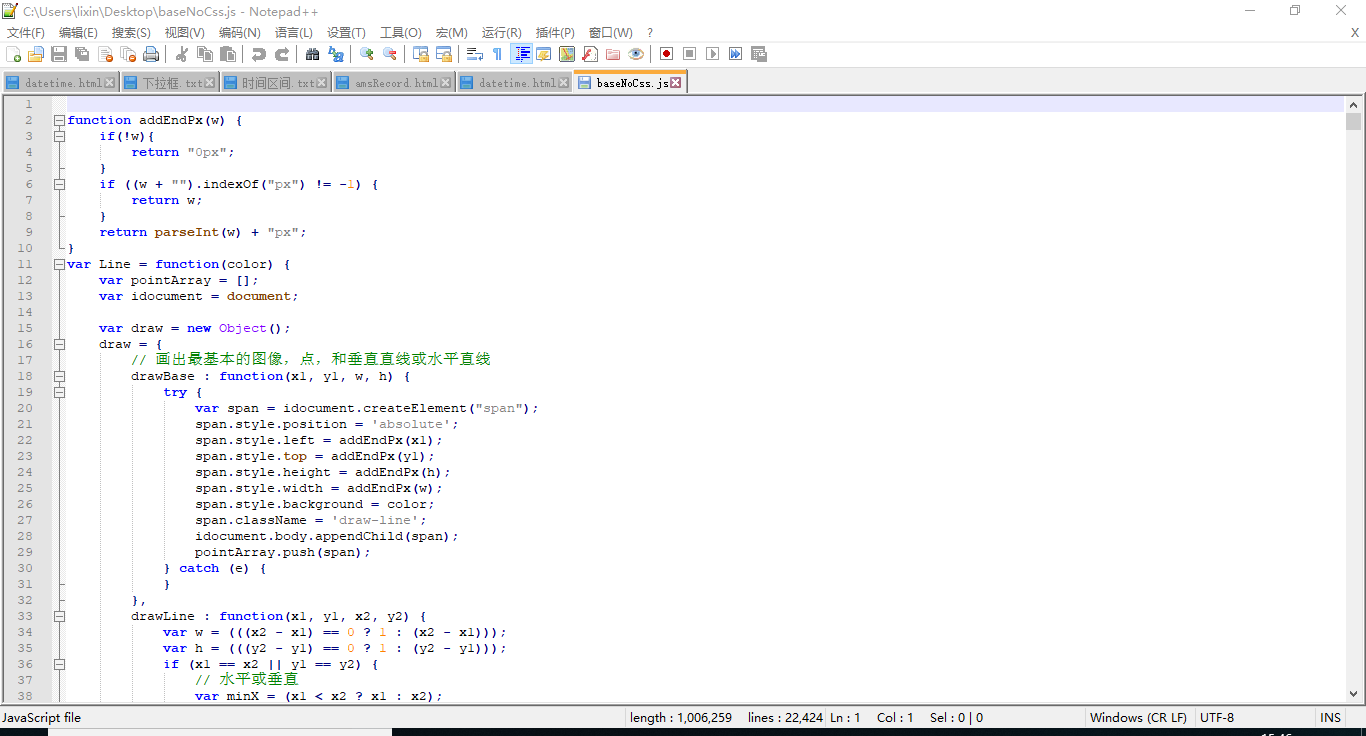 C:\Users\lixin\Desktop\baseNoCss.js - Notepad++
文件(F) 编辑(E) 搜索(S) 视图(V) 编码(N) 语言(L) 设置(T) 工具(O) 宏(M) 运行(R) 插件(P) 窗口(W) ? X
datetime.html 下拉框.txt 时间区间.txt amsRecord.html datetime.html baseNoCss.js
1
2 function addEndPx(w) {
3 if(!w){
4 return "0px";
5 }
6 if ((w + "").indexOf("px") != -1) {
7 return w;
8 }
9 return parseInt(w) + "px";
10 }
11 var Line = function(color) {
12 var pointArray = [];
13 var idocument = document;
14
15 var draw = new Object();
16 draw = {
17 // 画出最基本的图像，点，和垂直直线或水平直线
18 drawBase : function(x1, y1, w, h) {
19 try {
20 var span = idocument.createElement("span");
21 span.style.position = 'absolute';
22 span.style.left = addEndPx(x1);
23 span.style.top = addEndPx(y1);
24 span.style.height = addEndPx(h);
25 span.style.width = addEndPx(w);
26 span.style.background = color;
27 span.className = 'draw-line';
28 idocument.body.appendChild(span);
29 pointArray.push(span);
30 } catch (e) {
31 }
32 },
33 drawLine : function(x1, y1, x2, y2) {
34 var w = (((x2 - x1) == 0 ? 1 : (x2 - x1)));
35 var h = (((y2 - y1) == 0 ? 1 : (y2 - y1)));
36 if (x1 == x2 || y1 == y2) {
37 // 水平或垂直
38 var minX = (x1 < x2 ? x1 : x2);
JavaScript file length : 1,006,259 lines : 22,424 Ln : 1 Col : 1 Sel : 0 | 0 Windows (CR LF) UTF-8 INS